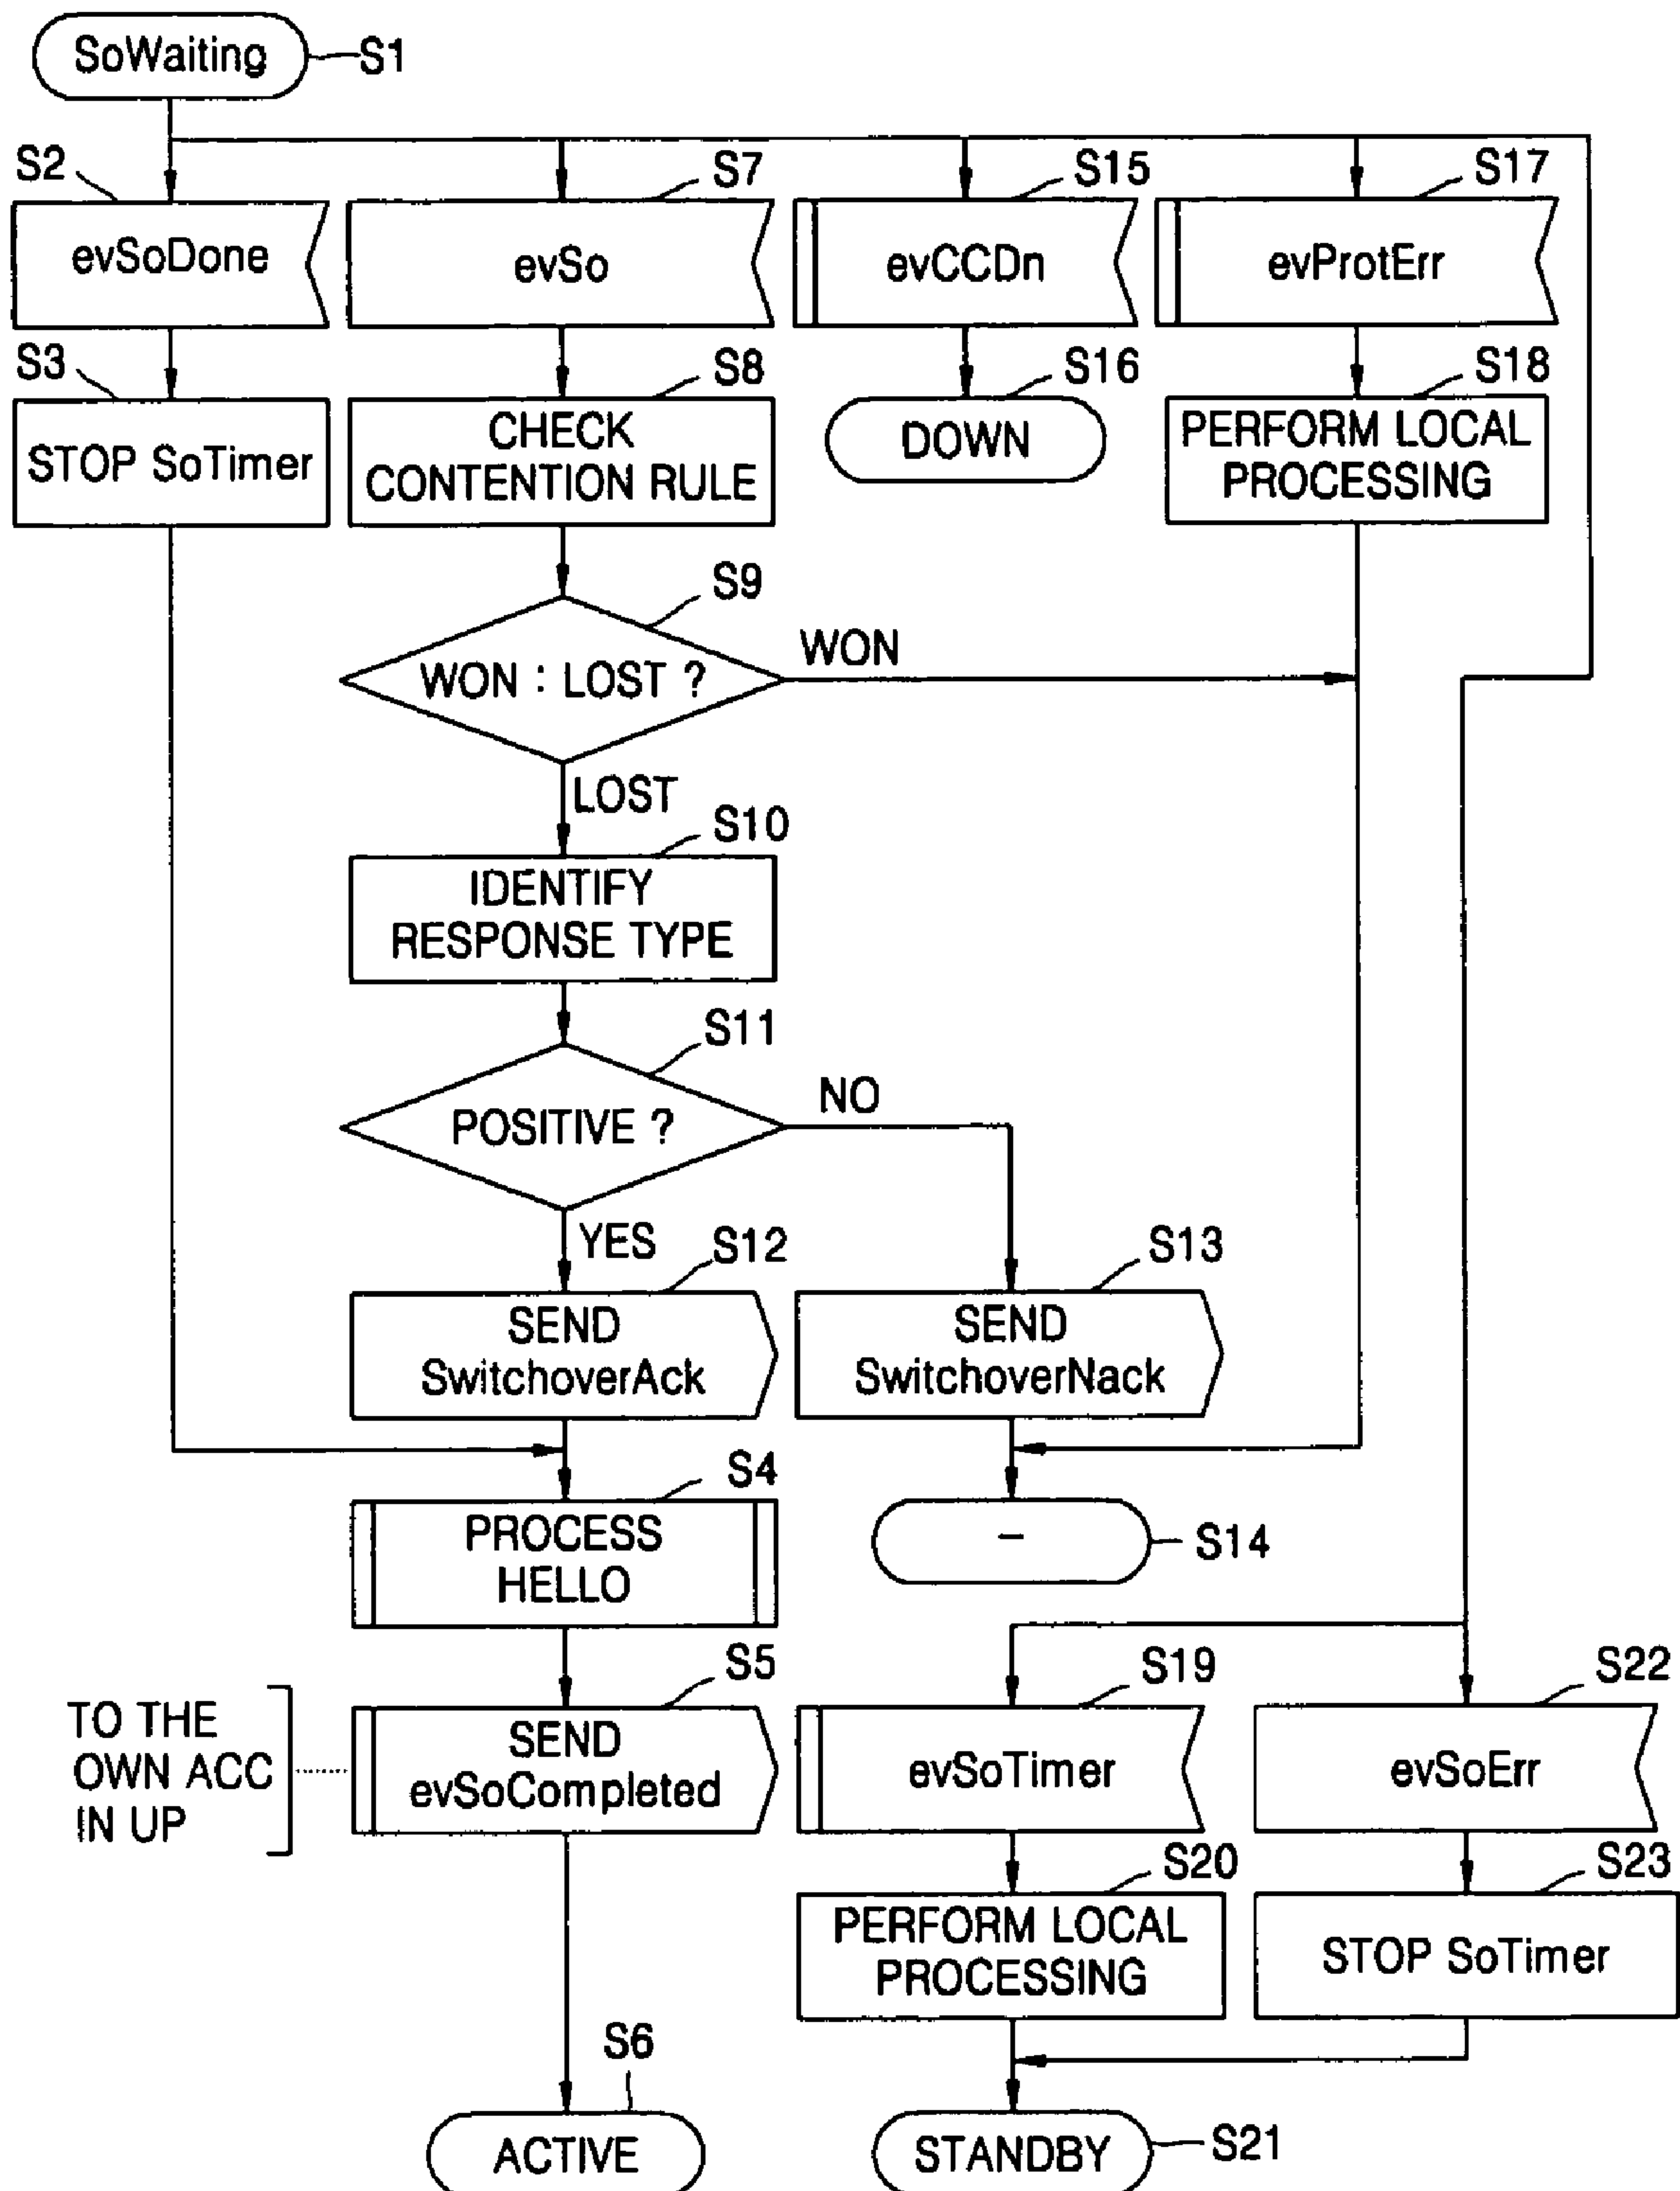 SoWaiting
S1
S2
S7
S15
S17
evSoDone
evSo
evCCDn
evProtErr
S3
S8
S16
S18
STOP SoTimer
CHECK
CONTENTION RULE
DOWN
PERFORM LOCAL
PROCESSING
S9
WON : LOST ?
WON
LOST
S10
IDENTIFY
RESPONSE TYPE
S11
POSITIVE ?
NO
YES
S12
S13
SEND
SwitchoverAck
SEND
SwitchoverNack
S4
PROCESS
HELLO
–
S14
S5
S19
S22
TO THE
OWN ACC
IN UP
SEND
evSoCompleted
evSoTimer
evSoErr
S20
S23
PERFORM LOCAL
PROCESSING
STOP SoTimer
S6
ACTIVE
STANDBY
S21